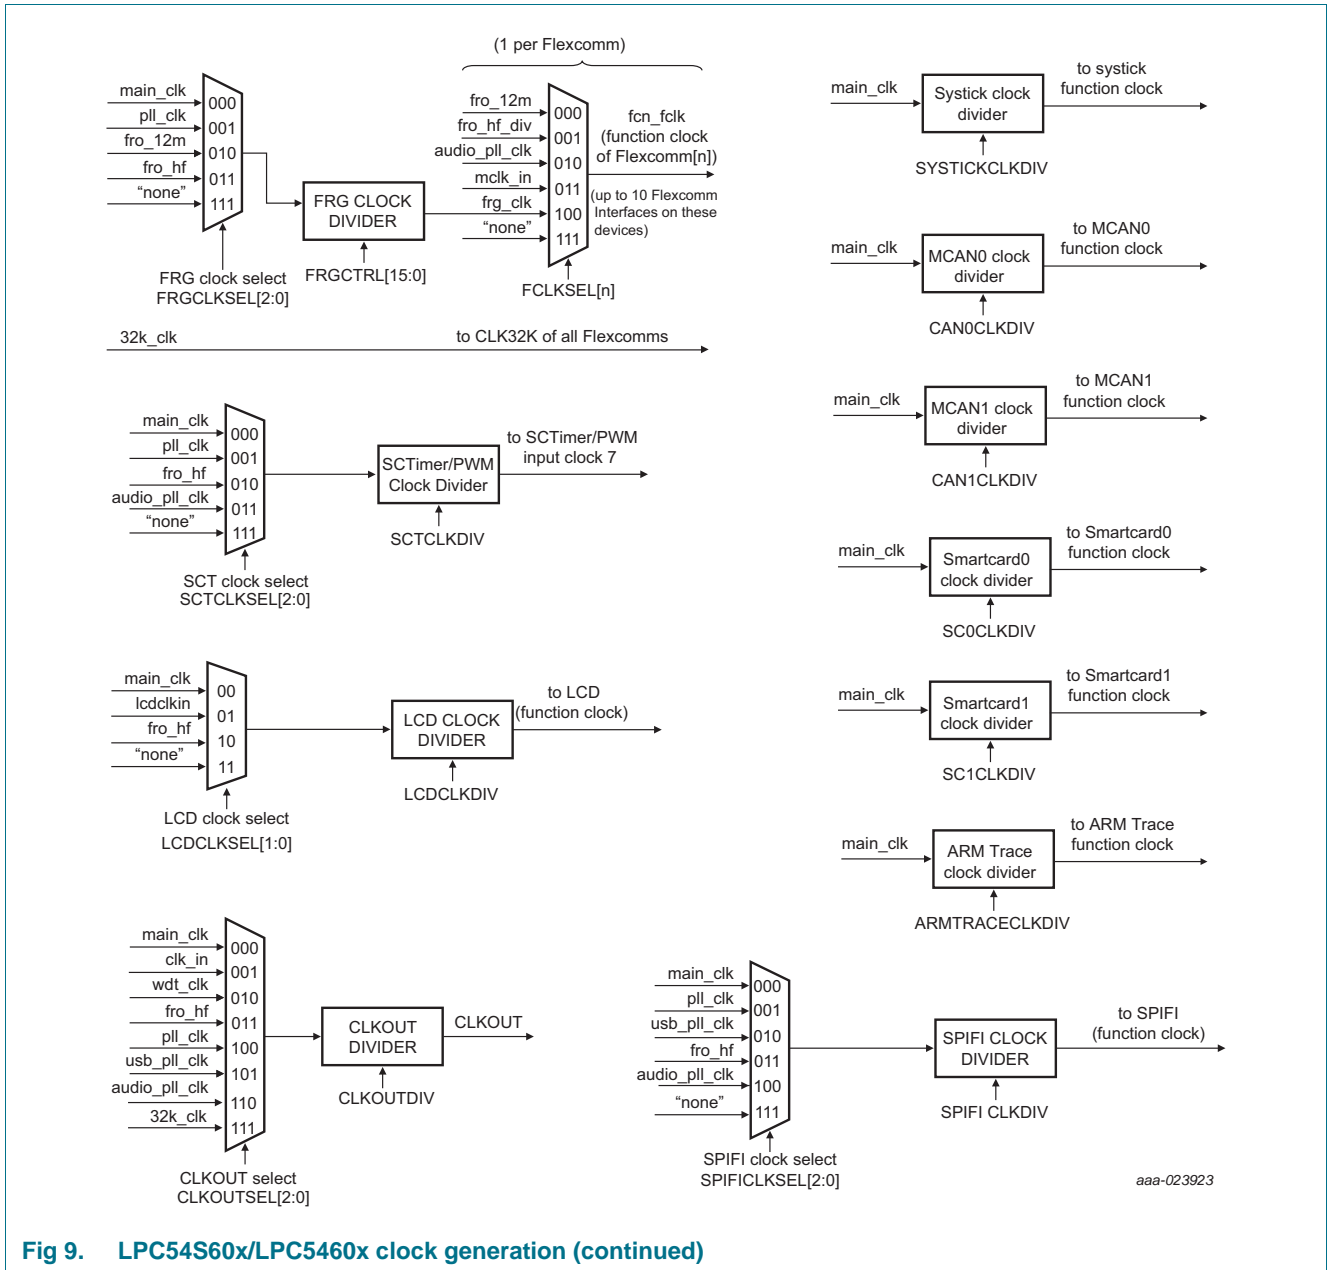 (1 per Flexcomm)
main_clk
000
pll_clk
001
fro_12m
010
fro_hf
011
“none”
111
FRG clock select
FRGCLKSEL[2:0]
FRG CLOCK
DIVIDER
FRGCTRL[15:0]
fro_12m
000
fro_hf_div
001
audio_pll_clk
010
mclk_in
011
frg_clk
100
“none”
111
FCLKSEL[n]
fcn_fclk
(function clock
of Flexcomm[n])
(up to 10 Flexcomm
Interfaces on these
devices)
32k_clk
to CLK32K of all Flexcomms
main_clk
000
pll_clk
001
fro_hf
010
audio_pll_clk
011
“none”
111
SCT clock select
SCTCLKSEL[2:0]
SCTimer/PWM
Clock Divider
SCTCLKDIV
to SCTimer/PWM
input clock 7
main_clk
00
lcdclkin
01
fro_hf
10
“none”
11
LCD clock select
LCDCLKSEL[1:0]
LCD CLOCK
DIVIDER
LCDCLKDIV
to LCD
(function clock)
main_clk
000
clk_in
001
wdt_clk
010
fro_hf
011
pll_clk
100
usb_pll_clk
101
audio_pll_clk
110
32k_clk
111
CLKOUT select
CLKOUTSEL[2:0]
CLKOUT
DIVIDER
CLKOUTDIV
CLKOUT
main_clk
Systick clock
divider
SYSTICKCLKDIV
to systick
function clock
main_clk
MCAN0 clock
divider
CAN0CLKDIV
to MCAN0
function clock
main_clk
MCAN1 clock
divider
CAN1CLKDIV
to MCAN1
function clock
main_clk
Smartcard0
clock divider
SC0CLKDIV
to Smartcard0
function clock
main_clk
Smartcard1
clock divider
SC1CLKDIV
to Smartcard1
function clock
main_clk
ARM Trace
clock divider
ARMTRACECLKDIV
to ARM Trace
function clock
main_clk
000
pll_clk
001
usb_pll_clk
010
fro_hf
011
audio_pll_clk
100
“none”
111
SPIFI clock select
SPIFICLKSEL[2:0]
SPIFI CLOCK
DIVIDER
SPIFI CLKDIV
to SPIFI
(function clock)
aaa-023923
Fig 9. LPC54S60x/LPC5460x clock generation (continued)